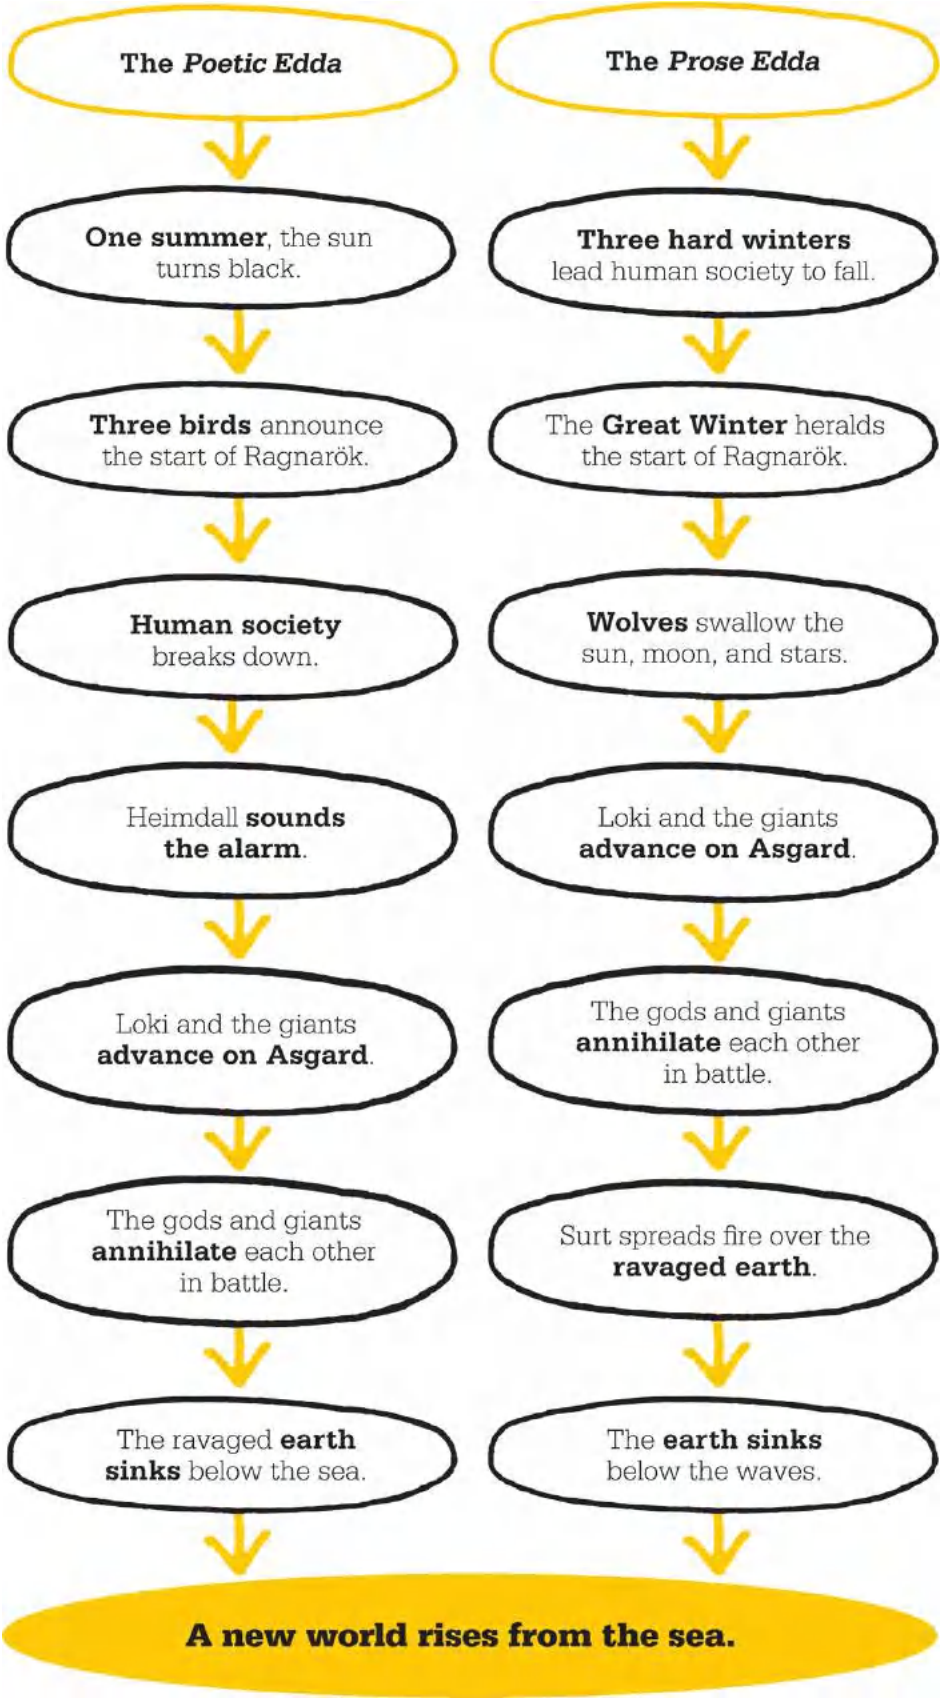 The Poetic Edda
One summer, the sun
turns black.
Three birds announce
the start of Ragnarök.
Human society
breaks down.
Heimdall sounds
the alarm.
Loki and the giants
advance on Asgard.
The gods and giants
annihilate each other
in battle.
The ravaged earth
sinks below the sea.
The Prose Edda
Three hard winters
lead human society to fall.
The Great Winter heralds
the start of Ragnarök.
Wolves swallow the
sun, moon, and stars.
Loki and the giants
advance on Asgard.
The gods and giants
annihilate each other
in battle.
Surt spreads fire over the
ravaged earth.
The earth sinks
below the waves.
A new world rises from the sea.